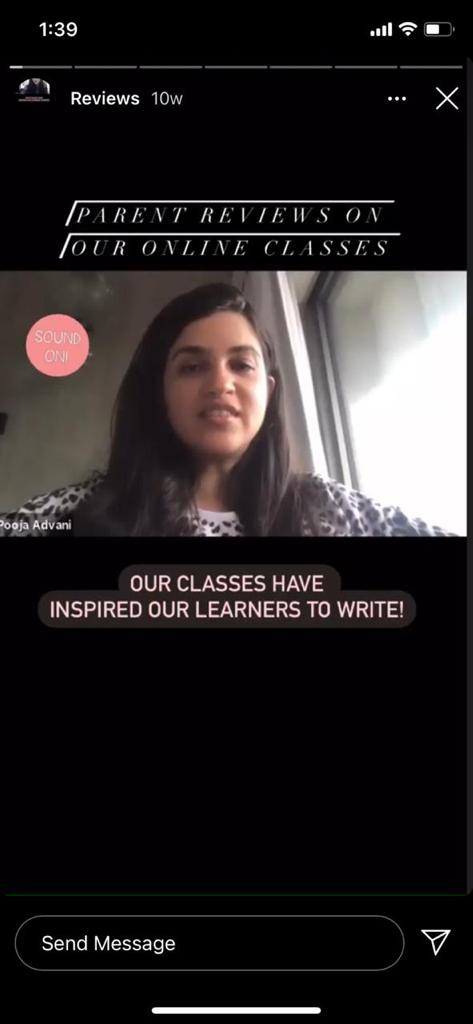 1:39
Reviews 10w
PARENT REVIEWS ON
OUR ONLINE CLASSES
SOUND
ON!
Pooja Advani
OUR CLASSES HAVE
INSPIRED OUR LEARNERS TO WRITE!
Send Message